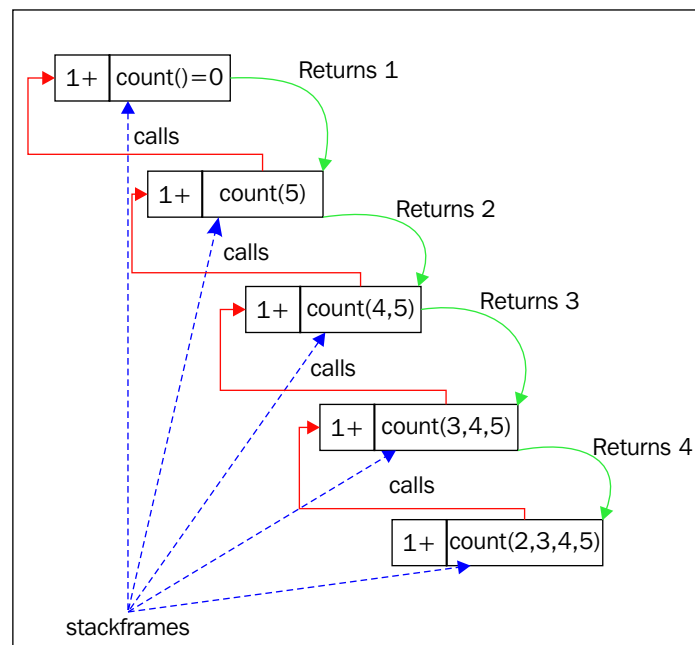 1+ count()=0
Returns 1
calls
1+ count(5)
Returns 2
calls
1+ count(4,5)
Returns 3
calls
1+ count(3,4,5)
Returns 4
calls
1+ count(2,3,4,5)
stackframes